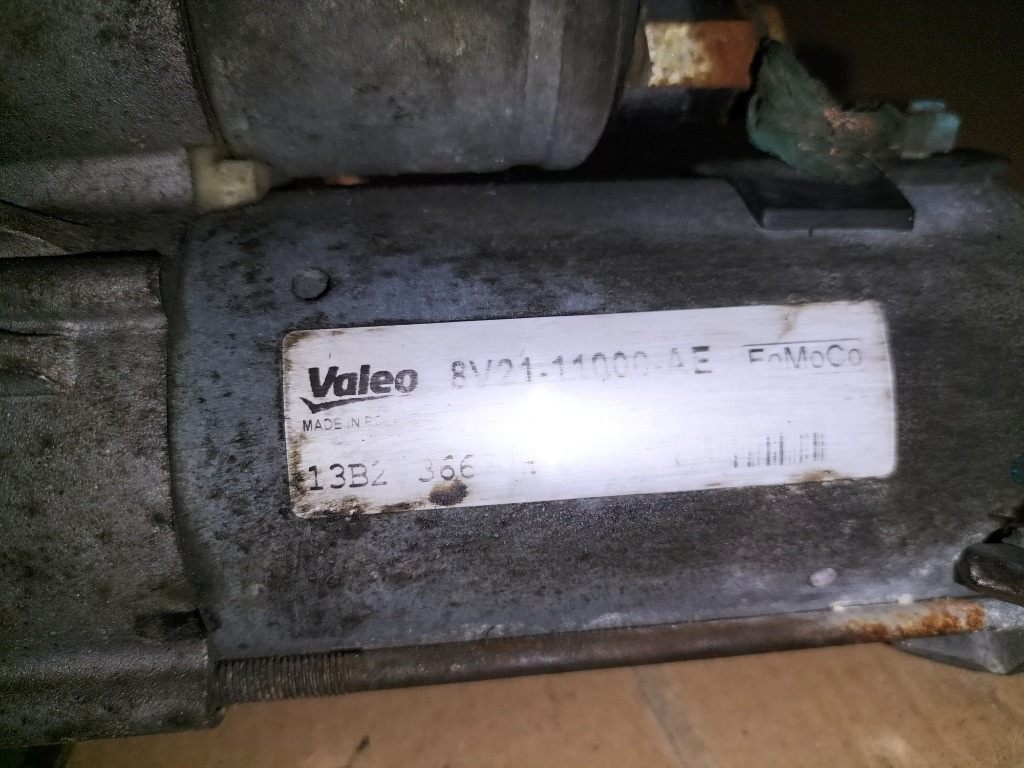 Valeo 8V21-11000-AE FoMoCo
MADE IN
13B2 366